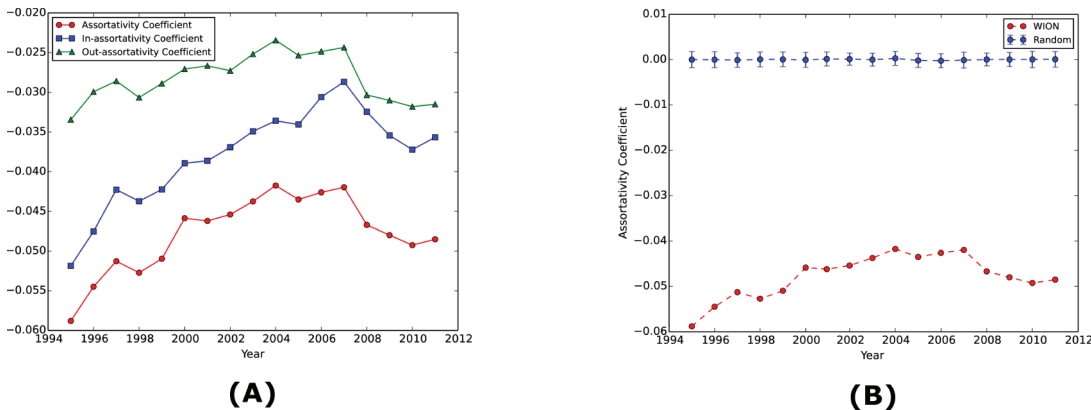 −0.020
−0.025
−0.030
−0.035
−0.040
−0.045
−0.050
−0.055
−0.060
Assortativity Coefficient
In-assortativity Coefficient
Out-assortativity Coefficient
1994 1996 1998 2000 2002 2004 2006 2008 2010 2012
Year
(A)
Assortativity Coefficient
0.01
0.00
−0.01
−0.02
−0.03
−0.04
−0.05
−0.06
WION
Random
1994 1996 1998 2000 2002 2004 2006 2008 2010 2012
Year
(B)